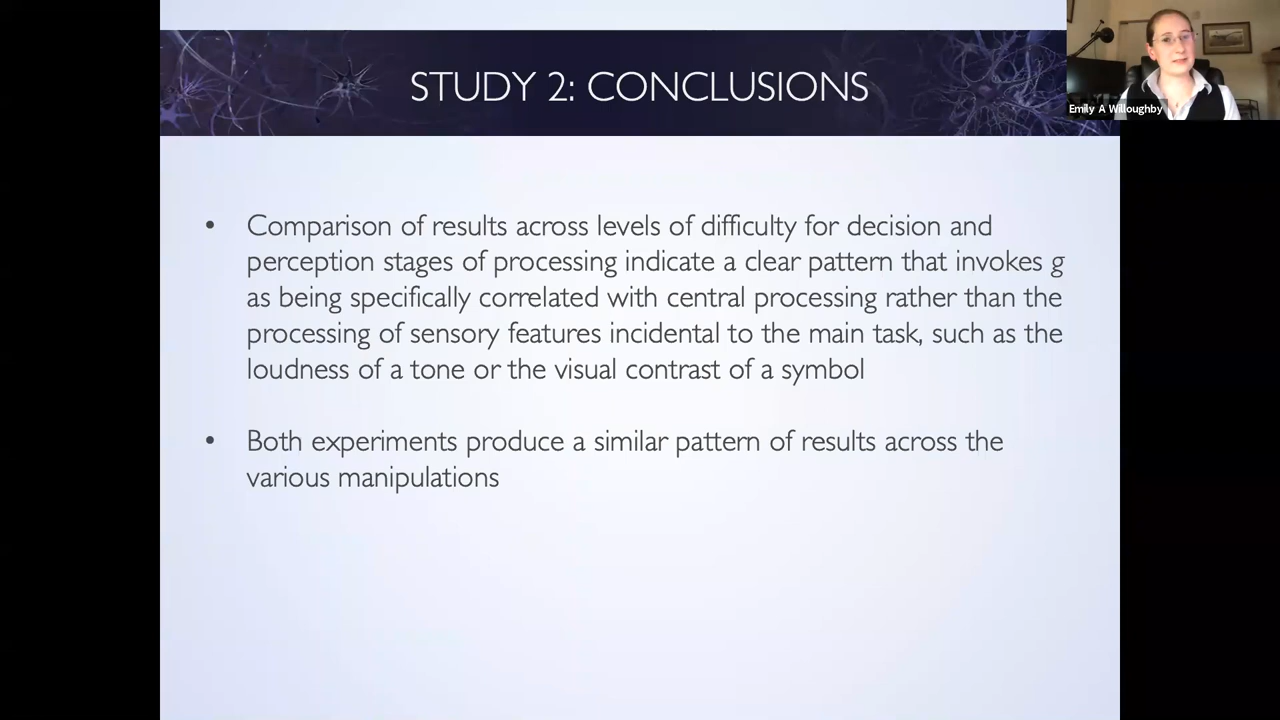 STUDY 2: CONCLUSIONS
Emily A Willoughby
• Comparison of results across levels of difficulty for decision and
perception stages of processing indicate a clear pattern that invokes g
as being specifically correlated with central processing rather than the
processing of sensory features incidental to the main task, such as the
loudness of a tone or the visual contrast of a symbol
• Both experiments produce a similar pattern of results across the
various manipulations